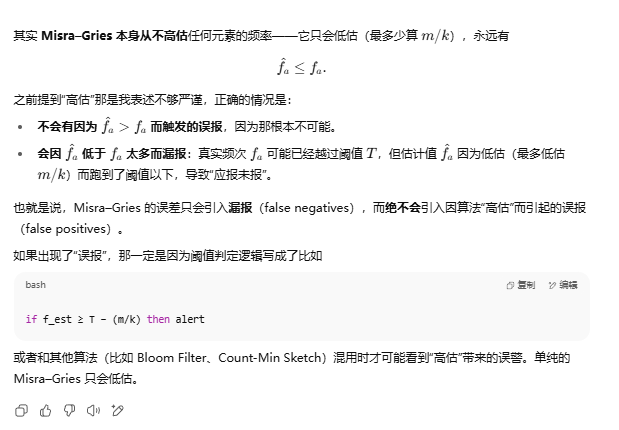 其实 Misra–Gries 本身从不高估任何元素的频率——它只会低估（最多少算 m/k），永远有
f̂ₐ ≤ fₐ.
之前提到“高估”那是我表述不够严谨，正确的情况是：
• 不会有因为 f̂ₐ > fₐ 而触发的误报，因为那根本不可能。
• 会因 f̂ₐ 低于 fₐ 太多而漏报：真实频次 fₐ 可能已经越过阈值 T，但估计值 f̂ₐ 因为低估（最多低估
m/k）而跑到了阈值以下，导致“应报未报”。
也就是说，Misra–Gries 的误差只会引入漏报（false negatives），而绝不会引入因算法“高估”而引起的误报
（false positives）。
如果出现了“误报”，那一定是因为阈值判定逻辑写成了比如
bash 复制 编辑
if f_est ≥ T - (m/k) then alert
或者和其他算法（比如 Bloom Filter、Count-Min Sketch）混用时才可能看到“高估”带来的误警。单纯的
Misra–Gries 只会低估。